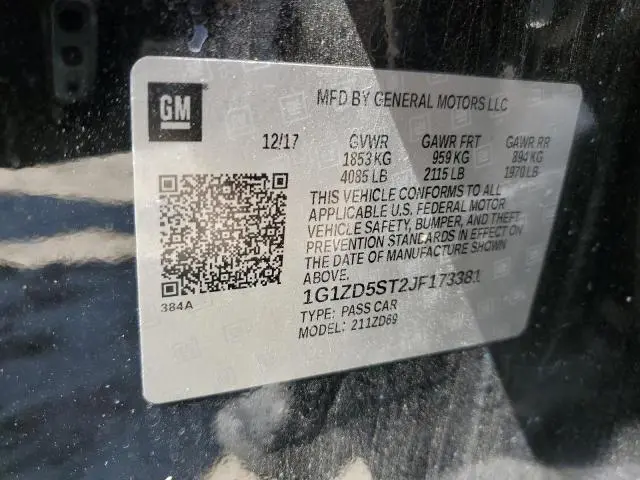 GM
MFD BY GENERAL MOTORS LLC
12/17 GVWR GAWR FRT GAWR RR
1853 KG 959 KG 894 KG
4085 LB 2115 LB 1970 LB
THIS VEHICLE CONFORMS TO ALL
APPLICABLE U.S. FEDERAL MOTOR
VEHICLE SAFETY, BUMPER, AND THEFT
PREVENTION STANDARDS IN EFFECT ON
THE DATE OF MANUFACTURE SHOWN
ABOVE.
384A
1G1ZD5ST2JF173381
TYPE: PASS CAR
MODEL: 211ZD69